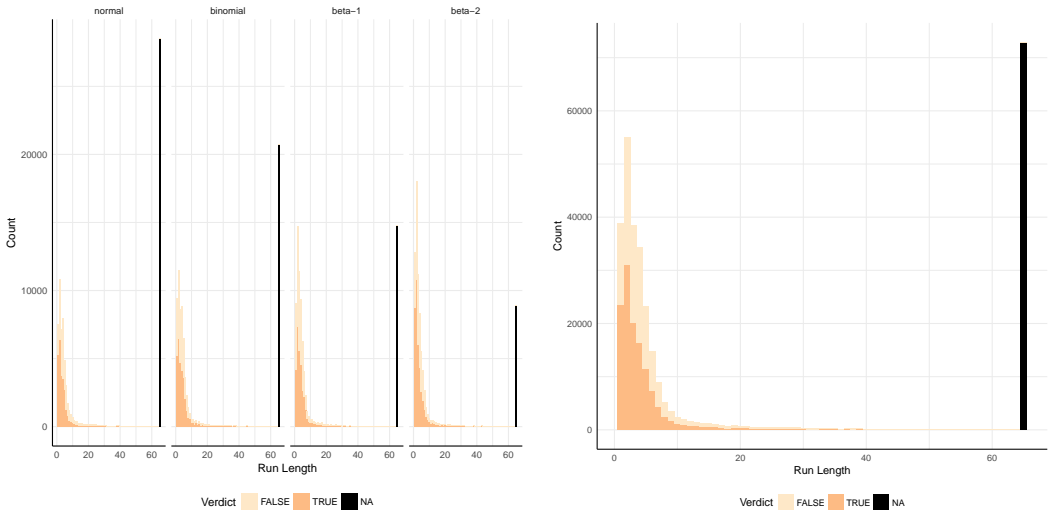 normal binomial beta−1 beta−2
20000
10000
0
Count
0 20 40 60 0 20 40 60 0 20 40 60 0 20 40 60
Run Length
Verdict FALSE TRUE NA
60000
40000
20000
0
Count
0 20 40 60
Run Length
Verdict FALSE TRUE NA